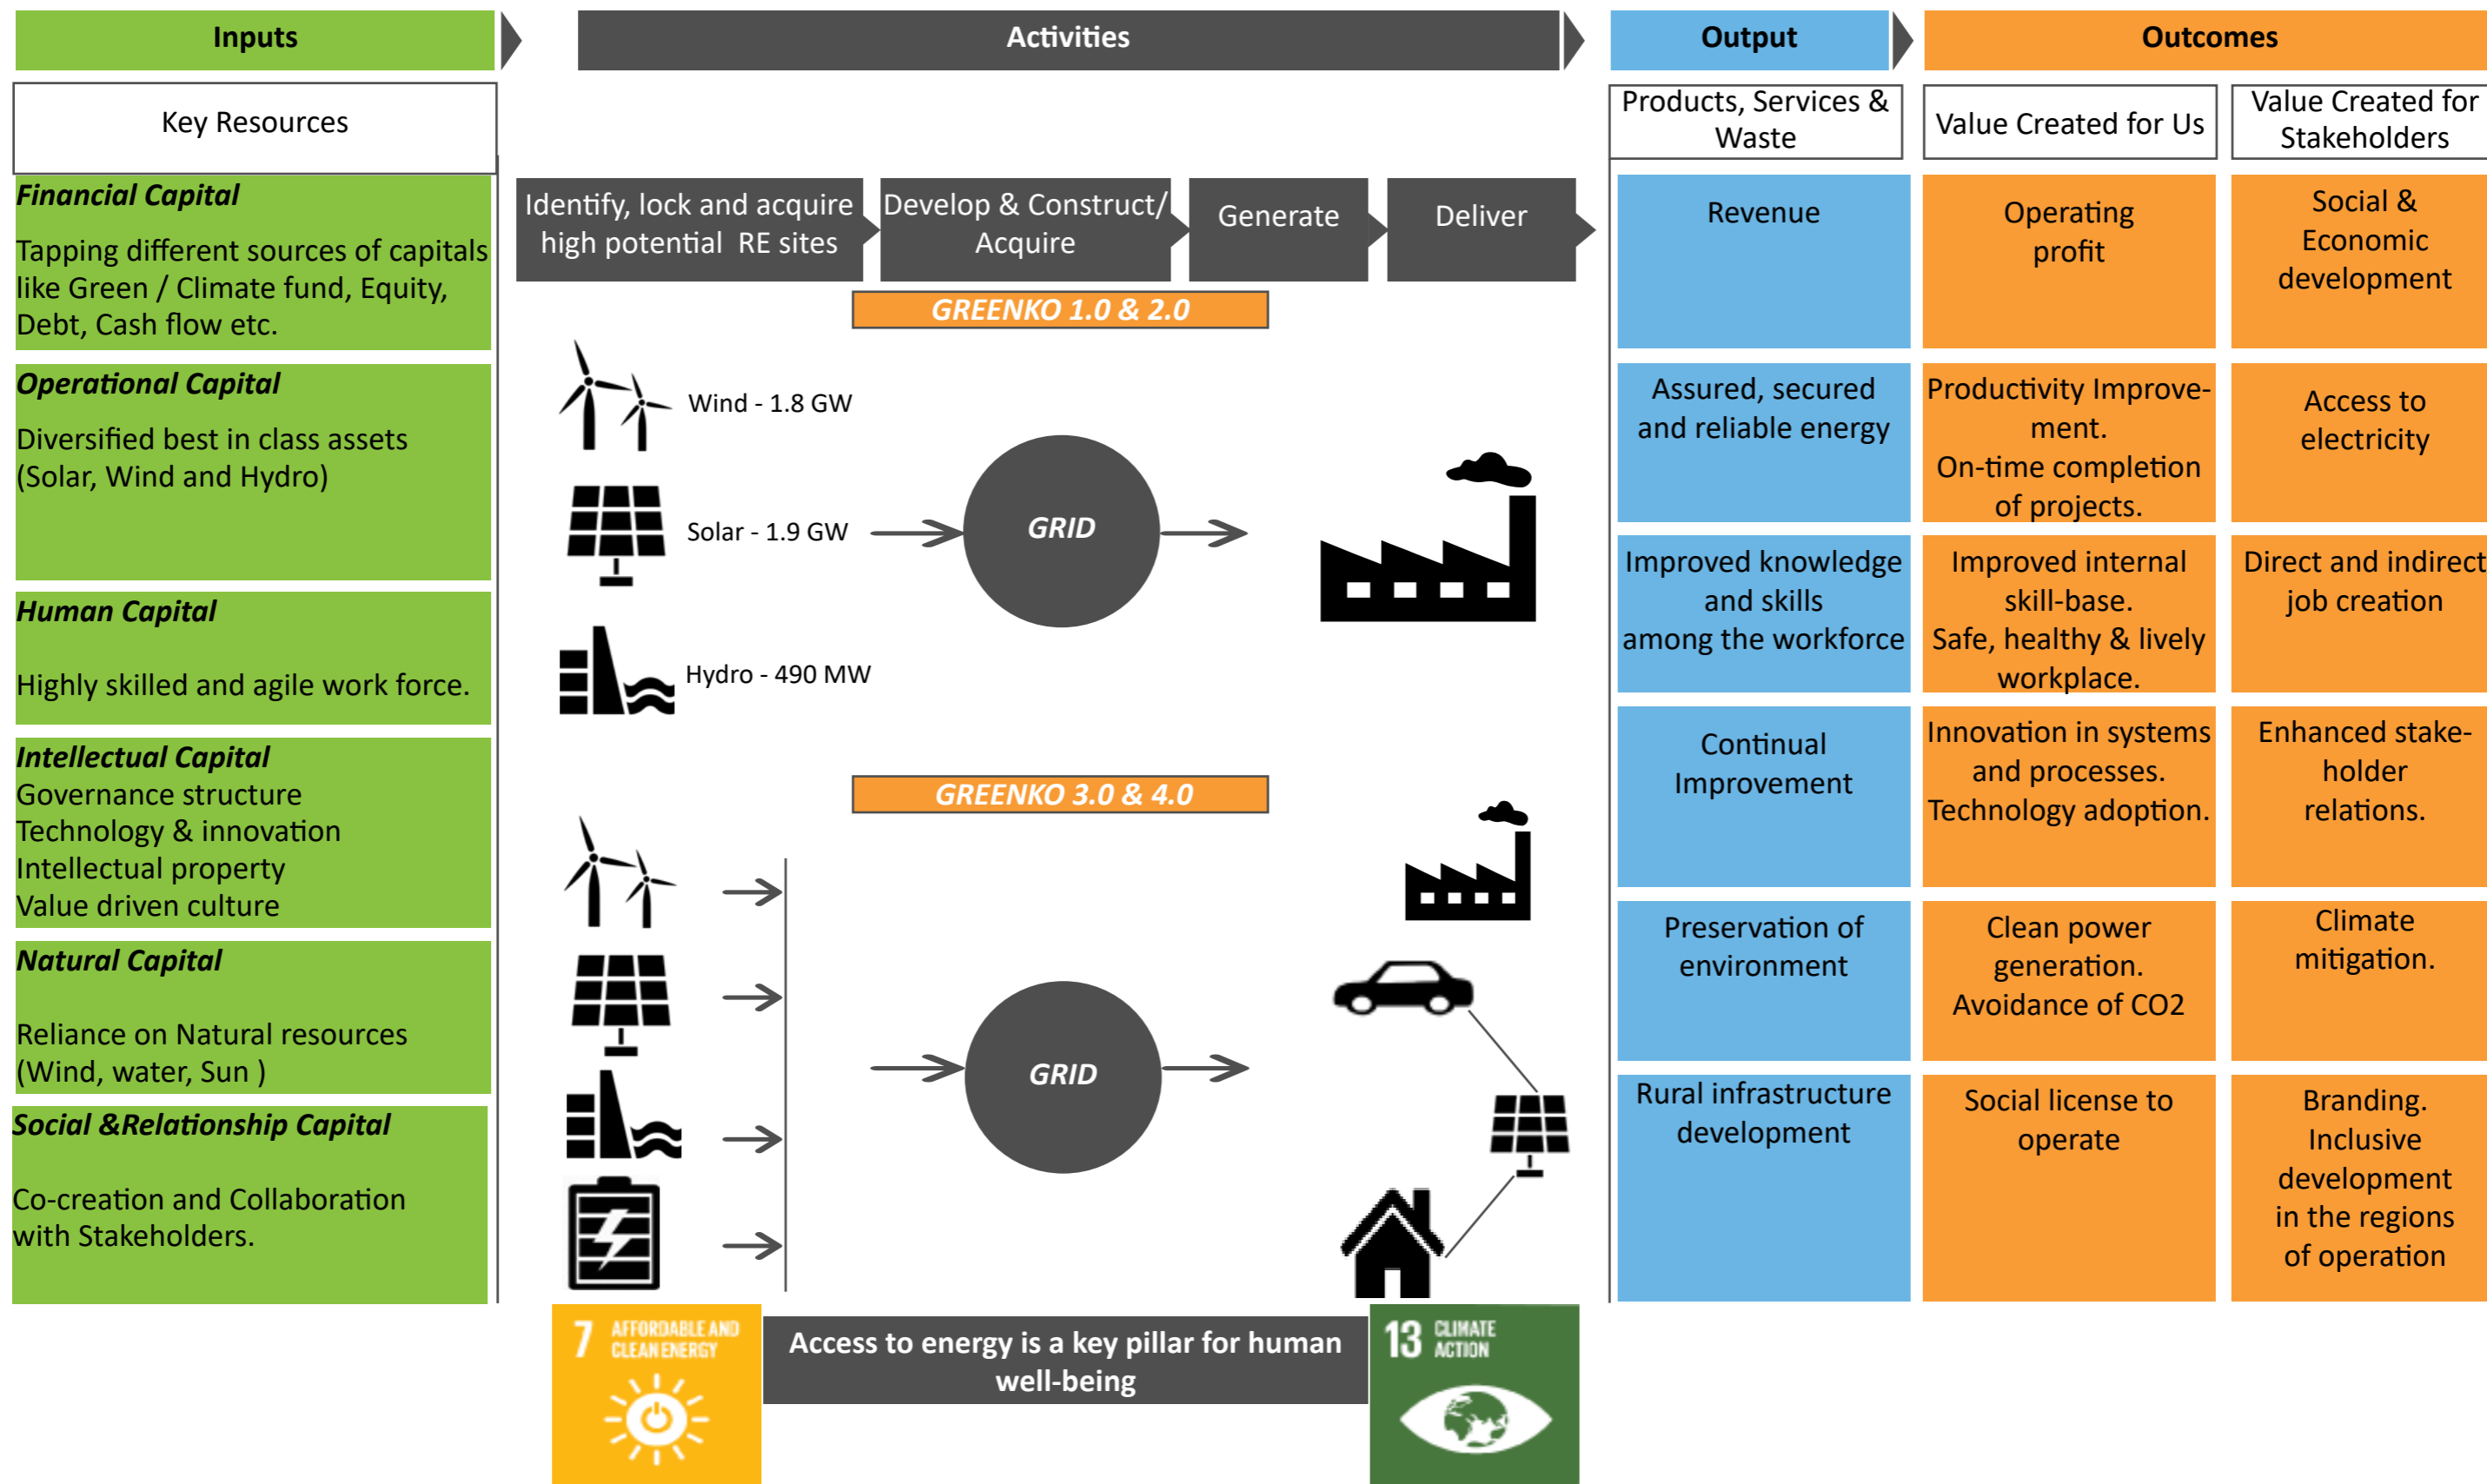 Inputs
Activities
Output
Outcomes
Key Resources
Products, Services &
Waste
Value Created for Us
Value Created for
Stakeholders
Financial Capital
Tapping different sources of capitals
like Green / Climate fund, Equity,
Debt, Cash flow etc.
Operational Capital
Diversified best in class assets
(Solar, Wind and Hydro)
Human Capital
Highly skilled and agile work force.
Intellectual Capital
Governance structure
Technology & innovation
Intellectual property
Value driven culture
Natural Capital
Reliance on Natural resources
(Wind, water, Sun )
Social &Relationship Capital
Co-creation and Collaboration
with Stakeholders.
Identify, lock and acquire
high potential RE sites
Develop & Construct/
Acquire
Generate
Deliver
GREENKO 1.0 & 2.0
Wind - 1.8 GW
Solar - 1.9 GW
Hydro - 490 MW
GRID
GREENKO 3.0 & 4.0
GRID
7 AFFORDABLE AND
CLEAN ENERGY
Access to energy is a key pillar for human
well-being
13 CLIMATE
ACTION
Revenue
Operating
profit
Social &
Economic
development
Assured, secured
and reliable energy
Productivity Improve-
ment.
On-time completion
of projects.
Access to
electricity
Improved knowledge
and skills
among the workforce
Improved internal
skill-base.
Safe, healthy & lively
workplace.
Direct and indirect
job creation
Continual
Improvement
Innovation in systems
and processes.
Technology adoption.
Enhanced stake-
holder
relations.
Preservation of
environment
Clean power
generation.
Avoidance of CO2
Climate
mitigation.
Rural infrastructure
development
Social license to
operate
Branding.
Inclusive
development
in the regions
of operation